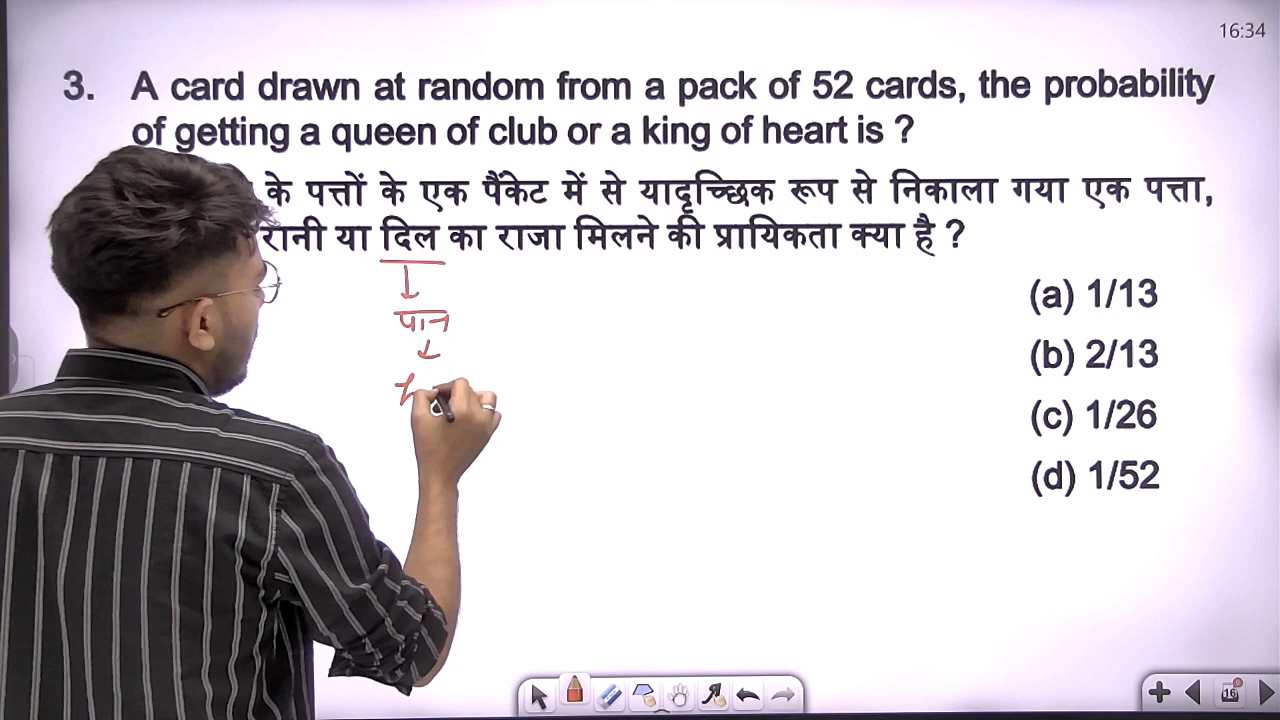 16:34
3. A card drawn at random from a pack of 52 cards, the probability
of getting a queen of club or a king of heart is ?
के पत्तों के एक पैंकेट में से यादृच्छिक रूप से निकाला गया एक पत्ता,
रानी या दिल का राजा मिलने की प्रायिकता क्या है ?
(a) 1/13
पान
(b) 2/13
(c) 1/26
(d) 1/52
16